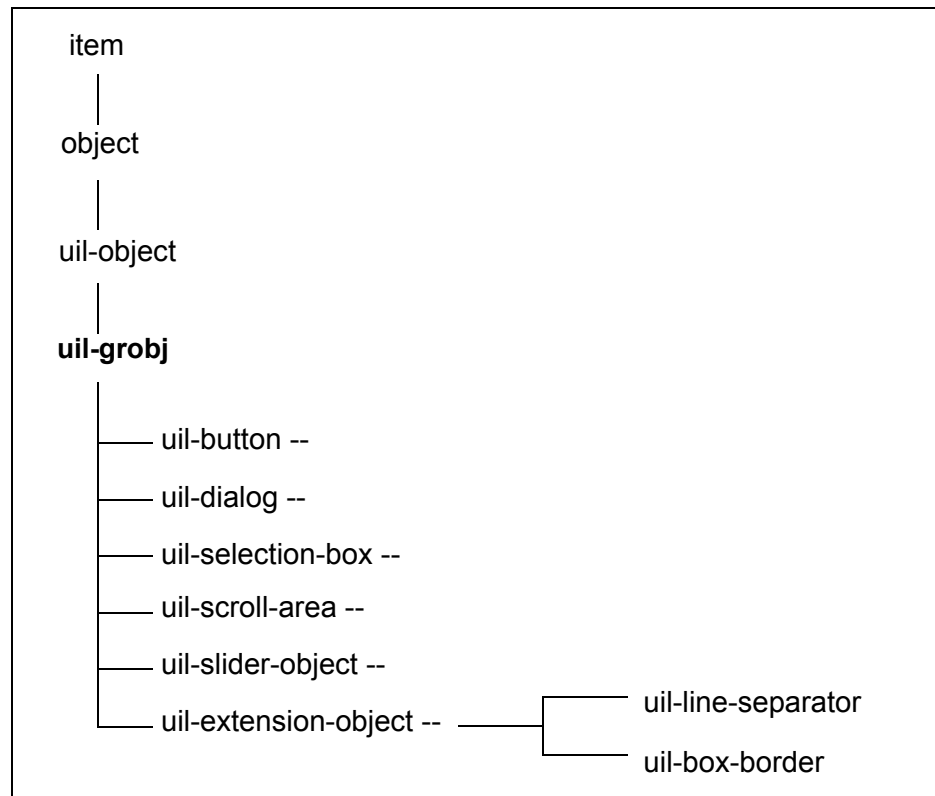 item
object
uil-object
uil-grobj
uil-button --
uil-dialog --
uil-selection-box --
uil-scroll-area --
uil-slider-object --
uil-extension-object --
uil-line-separator
uil-box-border